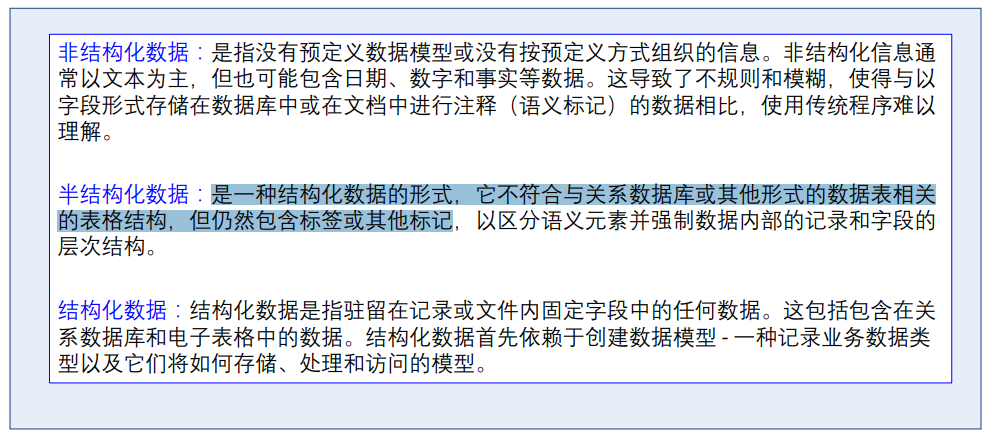 非结构化数据：是指没有预定义数据模型或没有按预定义方式组织的信息。非结构化信息通
常以文本为主，但也可能包含日期、数字和事实等数据。这导致了不规则和模糊，使得与以
字段形式存储在数据库中或在文档中进行注释（语义标记）的数据相比，使用传统程序难以
理解。
半结构化数据：是一种结构化数据的形式，它不符合与关系数据库或其他形式的数据表相关
的表格结构，但仍然包含标签或其他标记，以区分语义元素并强制数据内部的记录和字段的
层次结构。
结构化数据：结构化数据是指驻留在记录或文件内固定字段中的任何数据。这包括包含在关
系数据库和电子表格中的数据。结构化数据首先依赖于创建数据模型 - 一种记录业务数据类
型以及它们将如何存储、处理和访问的模型。